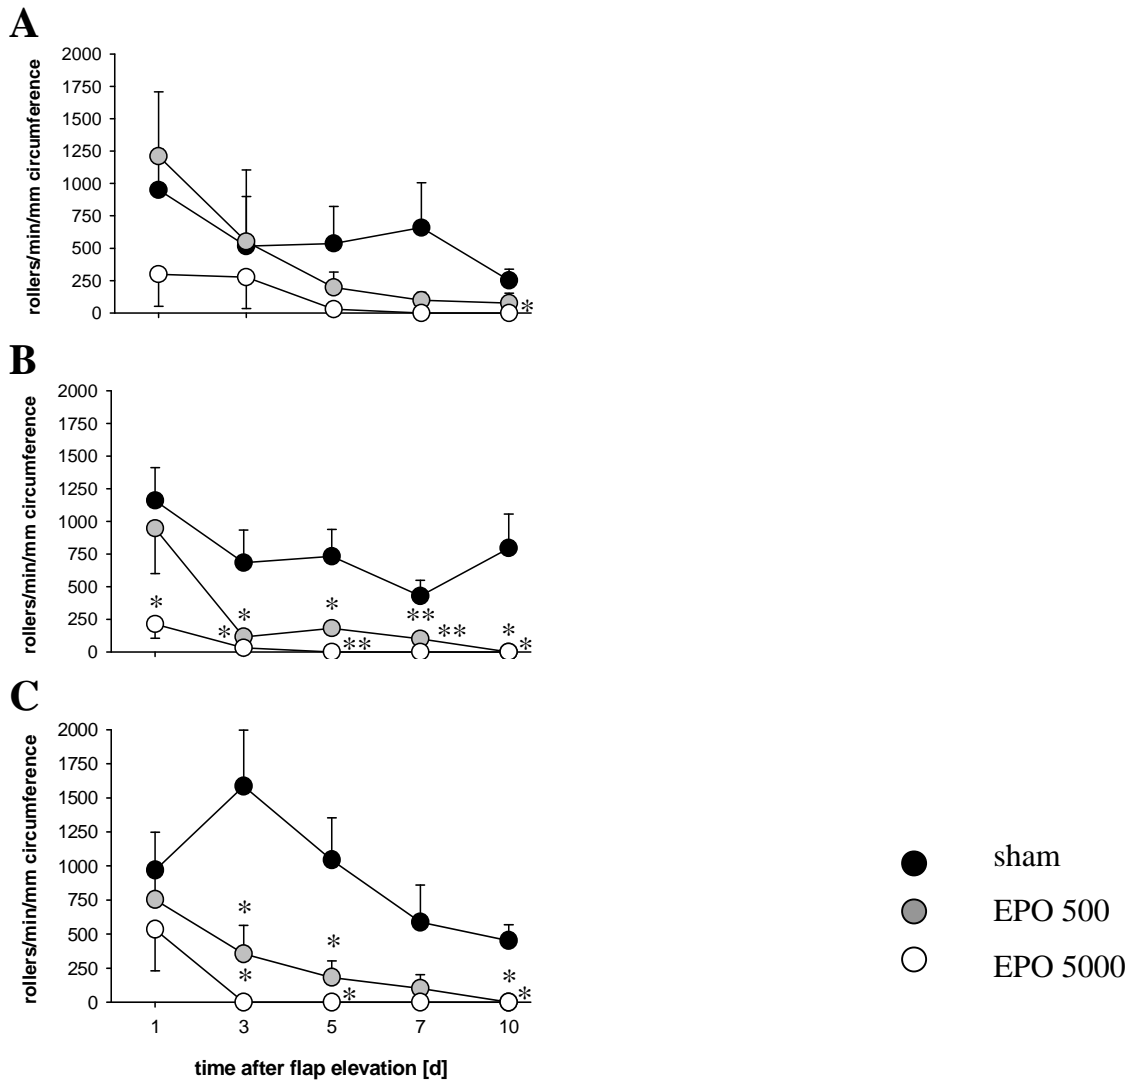 A
rollers/min/mm circumference
2000
1750
1500
1250
1000
750
500
250
0
*
B
rollers/min/mm circumference
2000
1750
1500
1250
1000
750
500
250
0
* * * * ** ** ** * *
C
rollers/min/mm circumference
2000
1750
1500
1250
1000
750
500
250
0
* * * * * *
1 3 5 7 10
time after flap elevation [d]
sham
EPO 500
EPO 5000